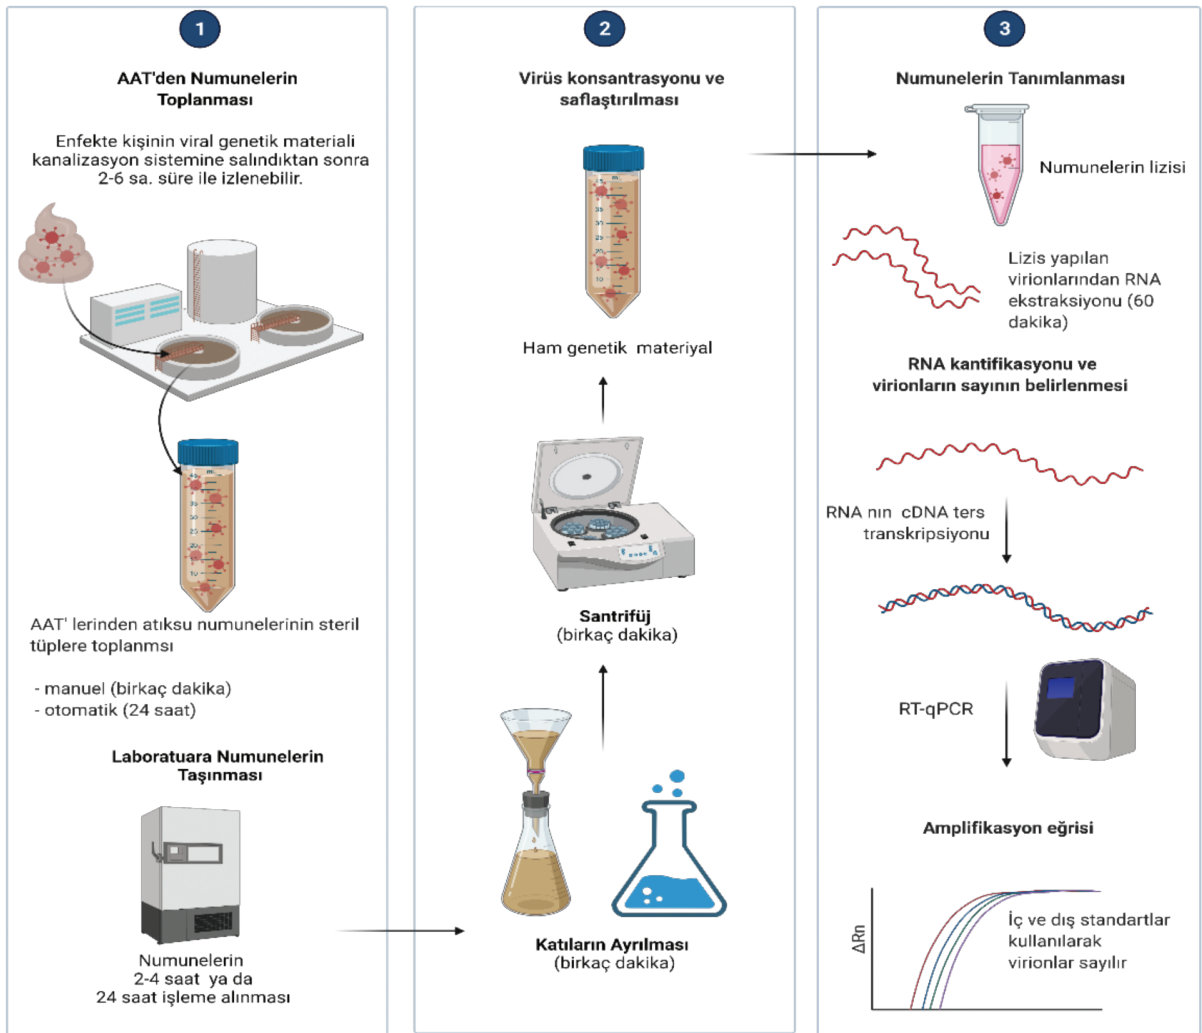 1
AAT'den Numunelerin
Toplanması
Enfekte kişinin viral genetik materiali
kanalizasyon sistemine salındıktan sonra
2-6 sa. süre ile izlenebilir.
AAT' lerinden atıksu numunelerinin steril
tüplere toplanmsı
- manuel (birkaç dakika)
- otomatik (24 saat)
Laboratuara Numunelerin
Taşınması
Numunelerin
2-4 saat ya da
24 saat işleme alınması
2
Virüs konsantrasyonu ve
saflaştırılması
Ham genetik materiyal
Santrifüj
(birkaç dakika)
Katıların Ayrılması
(birkaç dakika)
3
Numunelerin Tanımlanması
Numunelerin lizisi
Lizis yapılan
virionlarından RNA
ekstraksiyonu (60
dakika)
RNA kantifikasyonu ve
virionların sayının belirlenmesi
RNA nın cDNA ters
transkripsiyonu
RT-qPCR
Amplifikasyon eğrisi
ΔRn
İç ve dış standartlar
kullanılarak
virionlar sayılır